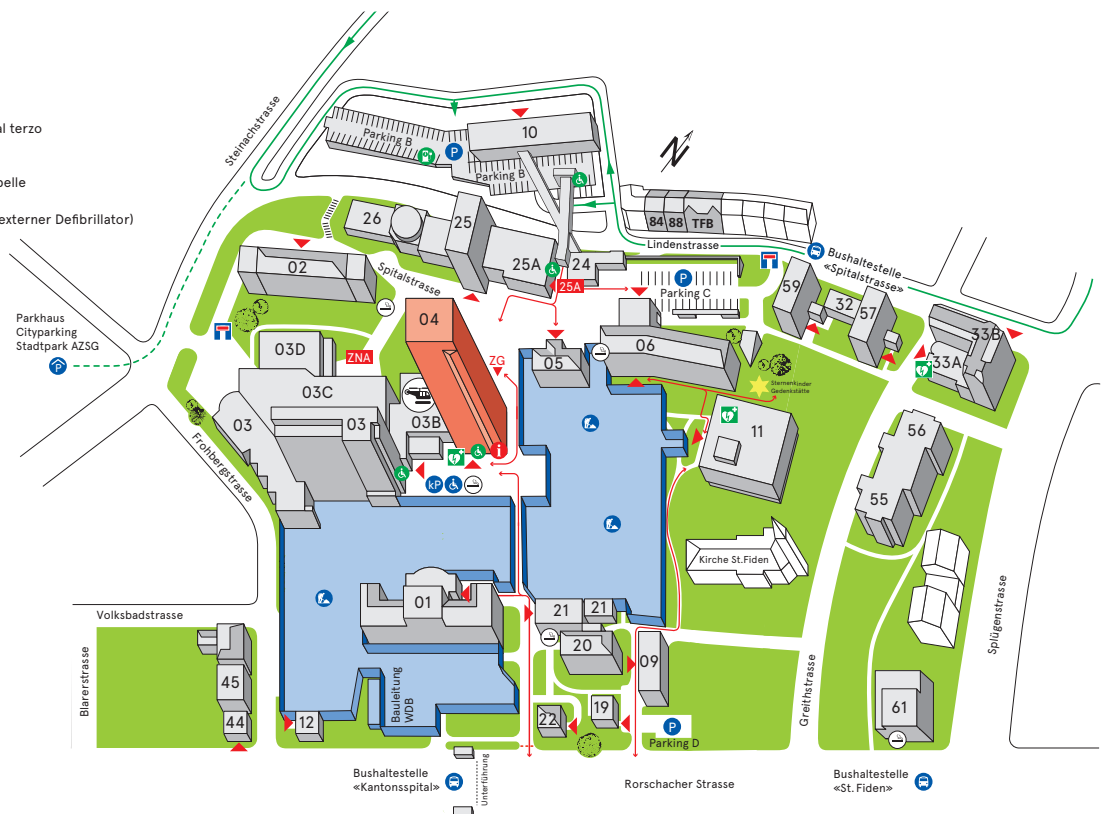 al terzo
pelle
externer Defibrillator)
Steinachstrasse
Parking B
P
10
Parking B
N
84 88 TFB
Lindenstrasse
Bushaltestelle
«Spitalstrasse»
26
25
25A
24
25A
P
Parking C
02
Spitalstrasse
59
32
57
33B
33A
Parkhaus
Cityparking
Stadtpark AZSG
P
04
03D
ZNA
ZG
05
06
Sternenkinder
Gedenkstätte
03C
03
03
03B
i
kP
11
56
55
Frohbergstrasse
Kirche St.Fiden
01
21
21
20
09
Volksbadstrasse
Blarerstrasse
45
44
12
Bauleitung
WDB
22
19
P
Parking D
Greithstrasse
Splügenstrasse
61
Bushaltestelle
«Kantonsspital»
Unterführung
Rorschacher Strasse
Bushaltestelle
«St. Fiden»